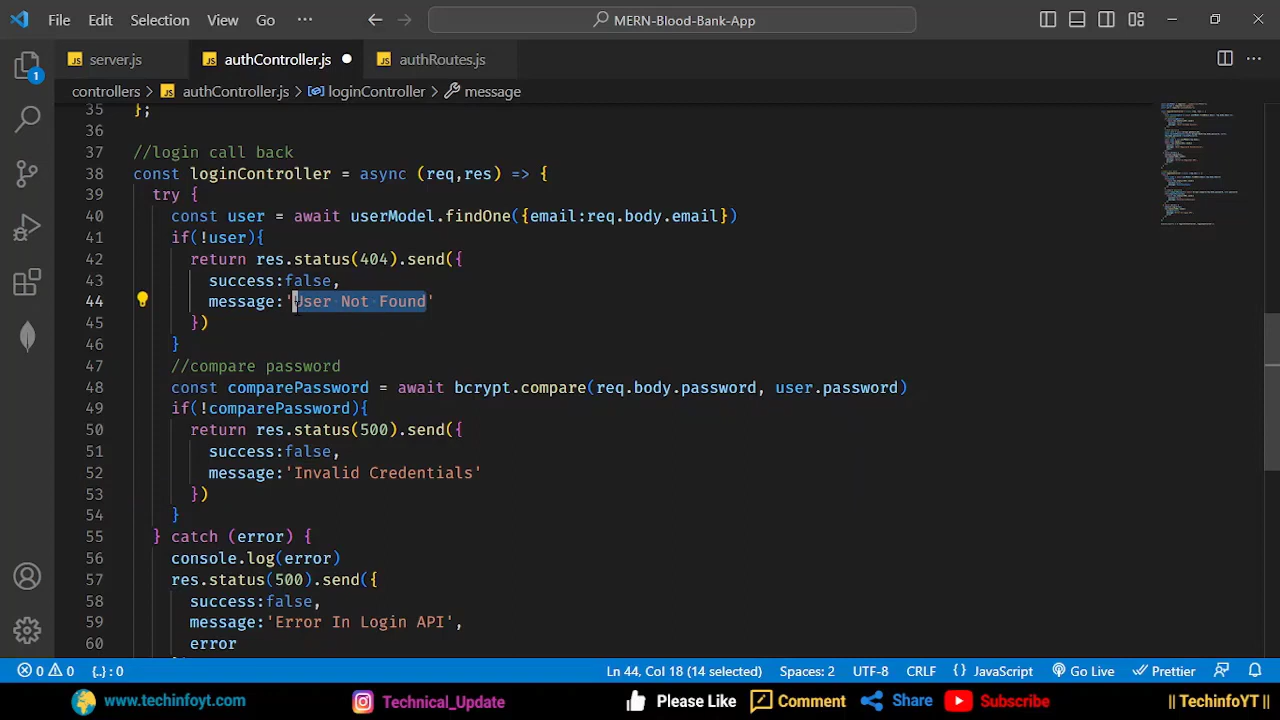 File Edit Selection View Go ··· MERN-Blood-Bank-App
server.js authController.js authRoutes.js
controllers > authController.js > loginController > message
1
35 };
36
37 //login call back
38 const loginController = async (req,res) => {
39 try {
40 const user = await userModel.findOne({email:req.body.email})
41 if(!user){
42 return res.status(404).send({
43 success:false,
44 message:'User Not Found'
45 })
46 }
47 //compare password
48 const comparePassword = await bcrypt.compare(req.body.password, user.password)
49 if(!comparePassword){
50 return res.status(500).send({
51 success:false,
52 message:'Invalid Credentials'
53 })
54 }
55 } catch (error) {
56 console.log(error)
57 res.status(500).send({
58 success:false,
59 message:'Error In Login API',
60 error
0 0 {..} : 0 Ln 44, Col 18 (14 selected) Spaces: 2 UTF-8 CRLF {} JavaScript Go Live Prettier
www.techinfoyt.com Technical_Update Please Like Comment Share Subscribe || TechinfoYT ||